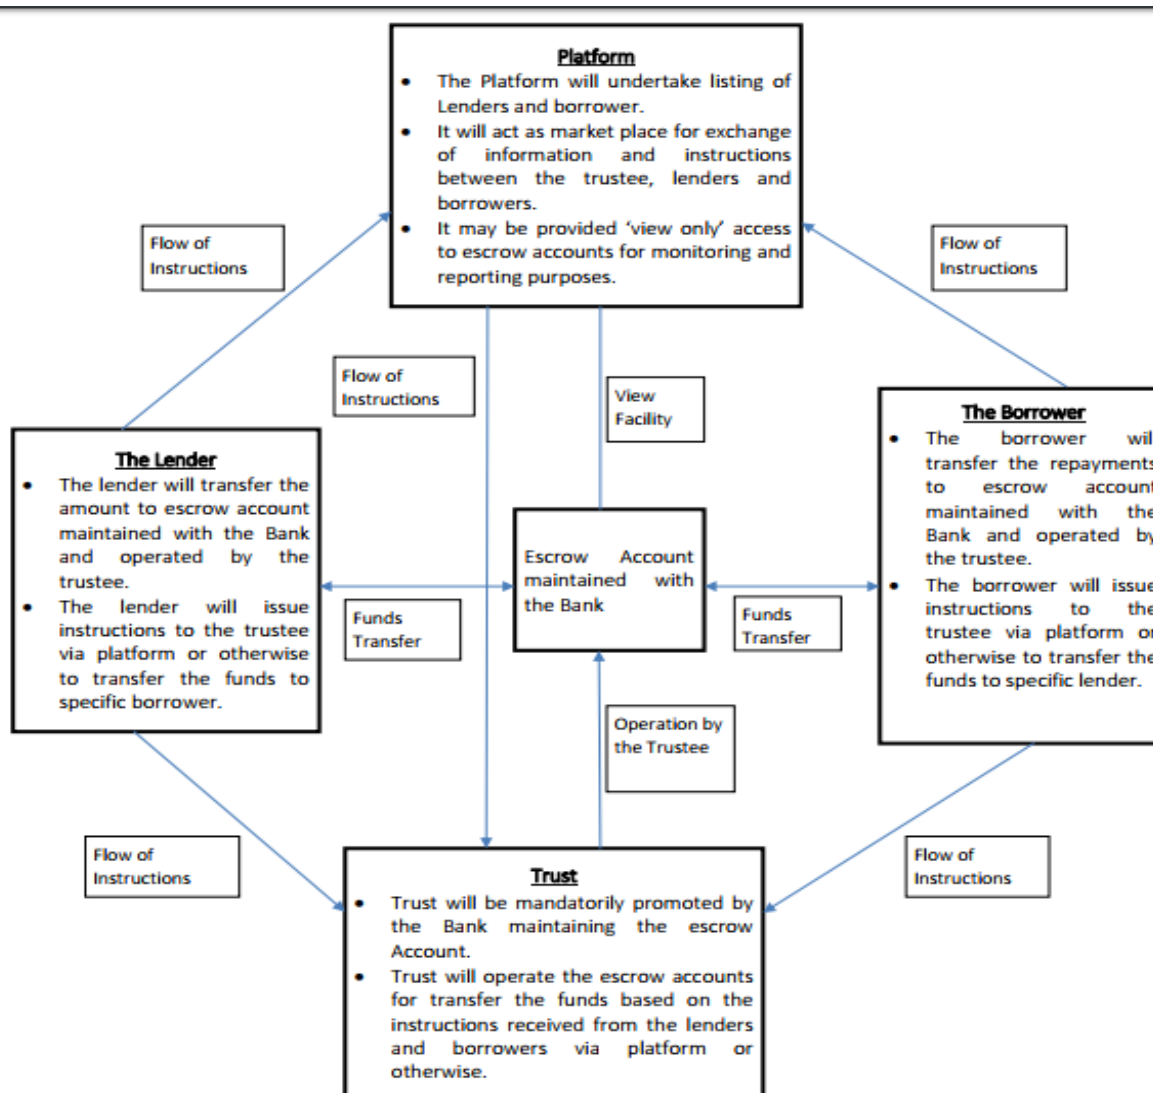 Platform
• The Platform will undertake listing of
Lenders and borrower.
• It will act as market place for exchange
of information and instructions
between the trustee, lenders and
borrowers.
• It may be provided ‘view only’ access
to escrow accounts for monitoring and
reporting purposes.
Flow of
Instructions
Flow of
Instructions
Flow of
Instructions
View
Facility
The Lender
• The lender will transfer the
amount to escrow account
maintained with the Bank
and operated by the
trustee.
• The lender will issue
instructions to the trustee
via platform or otherwise
to transfer the funds to
specific borrower.
Funds
Transfer
Escrow Account
maintained with
the Bank
Funds
Transfer
The Borrower
• The borrower will
transfer the repayments
to escrow account
maintained with the
Bank and operated by
the trustee.
• The borrower will issue
instructions to the
trustee via platform or
otherwise to transfer the
funds to specific lender.
Operation by
the Trustee
Flow of
Instructions
Flow of
Instructions
Trust
• Trust will be mandatorily promoted by
the Bank maintaining the escrow
Account.
• Trust will operate the escrow accounts
for transfer the funds based on the
instructions received from the lenders
and borrowers via platform or
otherwise.